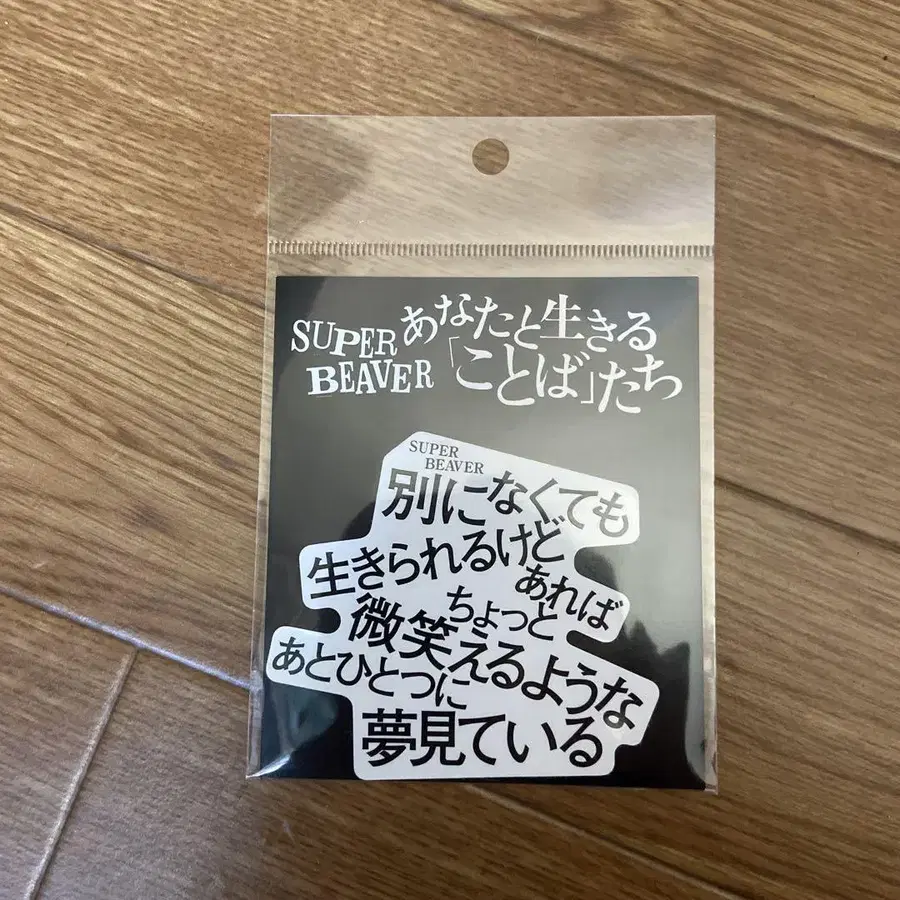 SUPER
BEAVER
あなたと生きる
「ことば」たち
SUPER
BEAVER
別になくても
生きられるけど
あれば
ちょっと
微笑えるような
あとひとつに
夢見ている